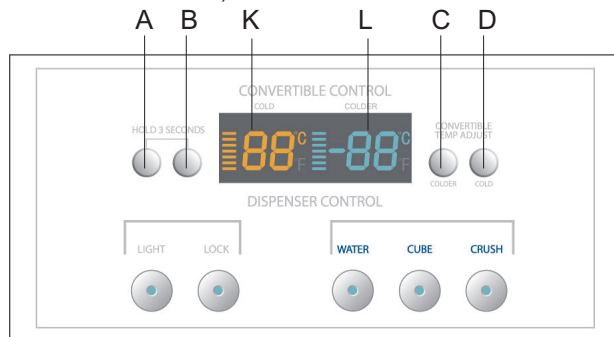 A B K L C D
CONVERTIBLE CONTROL
COLD COLDER
HOLD 3 SECONDS
88°C F -88°C F
CONVERTIBLE
TEMP ADJUST
COLDER COLD
DISPENSER CONTROL
LIGHT LOCK WATER CUBE CRUSH